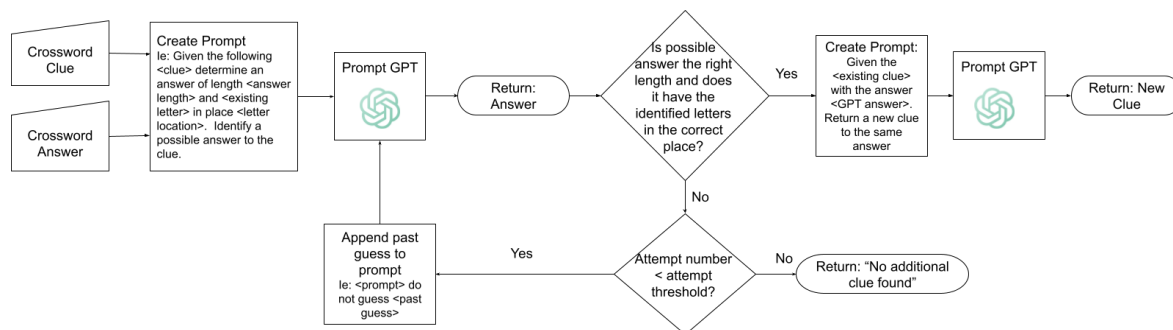 Crossword
Clue
Crossword
Answer
Create Prompt
Ie: Given the following
<clue> determine an
answer of length <answer
length> and <existing
letter> in place <letter
location>. Identify a
possible answer to the
clue.
Prompt GPT
Return:
Answer
Is possible
answer the right
length and does
it have the
identified letters
in the correct
place?
Yes
Create Prompt:
Given the
<existing clue>
with the answer
<GPT answer>.
Return a new clue
to the same
answer
Prompt GPT
Return: New
Clue
No
Attempt number
< attempt
threshold?
No
Return: “No additional
clue found”
Yes
Append past
guess to
prompt
Ie: <prompt> do
not guess <past
guess>